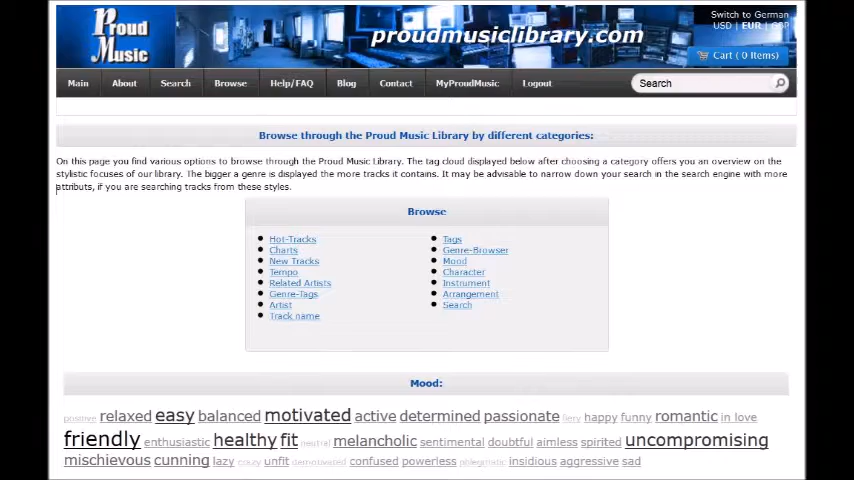 Proud
Music
proudmusiclibrary.com
Switch to German
USD | EUR | GBP
Cart ( 0 Items)
Main About Search Browse Help/FAQ Blog Contact MyProudMusic Logout Search
Browse through the Proud Music Library by different categories:
On this page you find various options to browse through the Proud Music Library. The tag cloud displayed below after choosing a category offers you an overview on the
stylistic focuses of our library. The bigger a genre is displayed the more tracks it contains. It may be advisable to narrow down your search in the search engine with more
attributs, if you are searching tracks from these styles.
Browse
Hot-Tracks
Charts
New Tracks
Tempo
Related Artists
Genre-Tags
Artist
Track name
Tags
Genre-Browser
Mood
Character
Instrument
Arrangement
Search
Mood:
positive relaxed easy balanced motivated active determined passionate fiery happy funny romantic in love
friendly enthusiastic healthy fit neutral melancholic sentimental doubtful aimless spirited uncompromising
mischievous cunning lazy crazy unfit demotivated confused powerless phlegmatic insidious aggressive sad